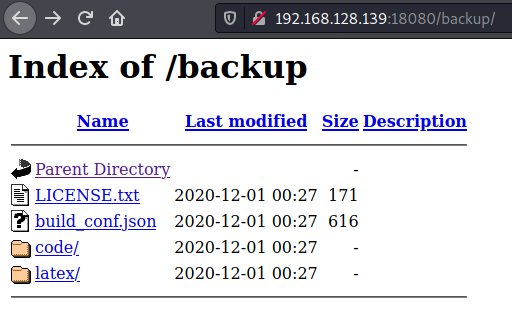 192.168.128.139:18080/backup/
Index of /backup
Name Last modified Size Description
Parent Directory -
LICENSE.txt 2020-12-01 00:27 171
build_conf.json 2020-12-01 00:27 616
code/ 2020-12-01 00:27 -
latex/ 2020-12-01 00:27 -